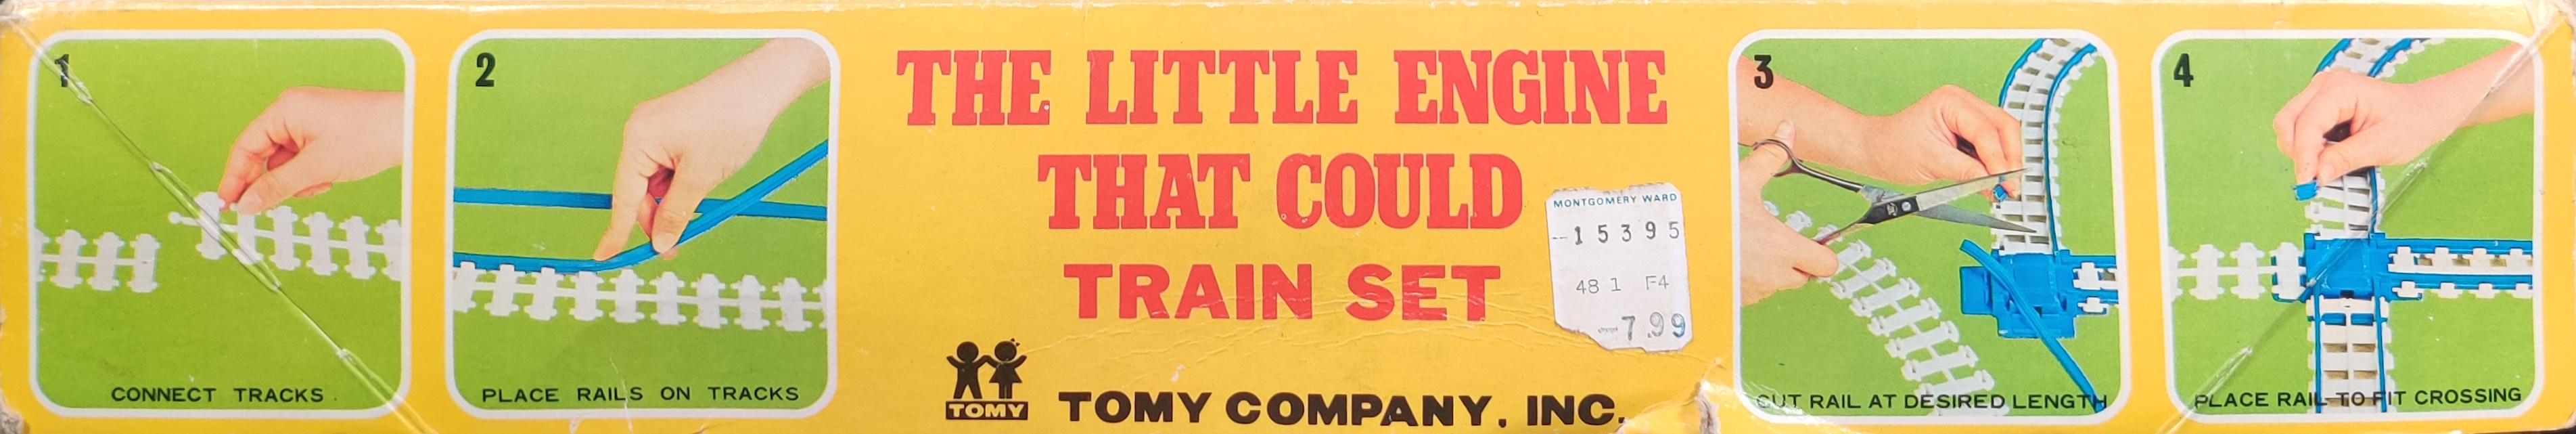 1
CONNECT TRACKS
2
PLACE RAILS ON TRACKS
THE LITTLE ENGINE
THAT COULD
TRAIN SET
TOMY
TOMY COMPANY, INC.
MONTGOMERY WARD
15395
48 1 F4
7.99
3
CUT RAIL AT DESIRED LENGTH
4
PLACE RAIL TO FIT CROSSING